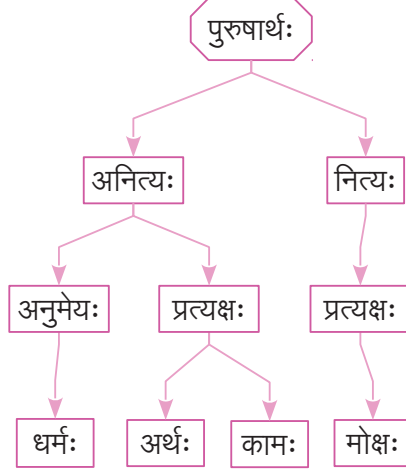 पुरुषार्थः
अनित्यः
नित्यः
अनुमेयः
प्रत्यक्षः
प्रत्यक्षः
धर्मः
अर्थः
कामः
मोक्षः